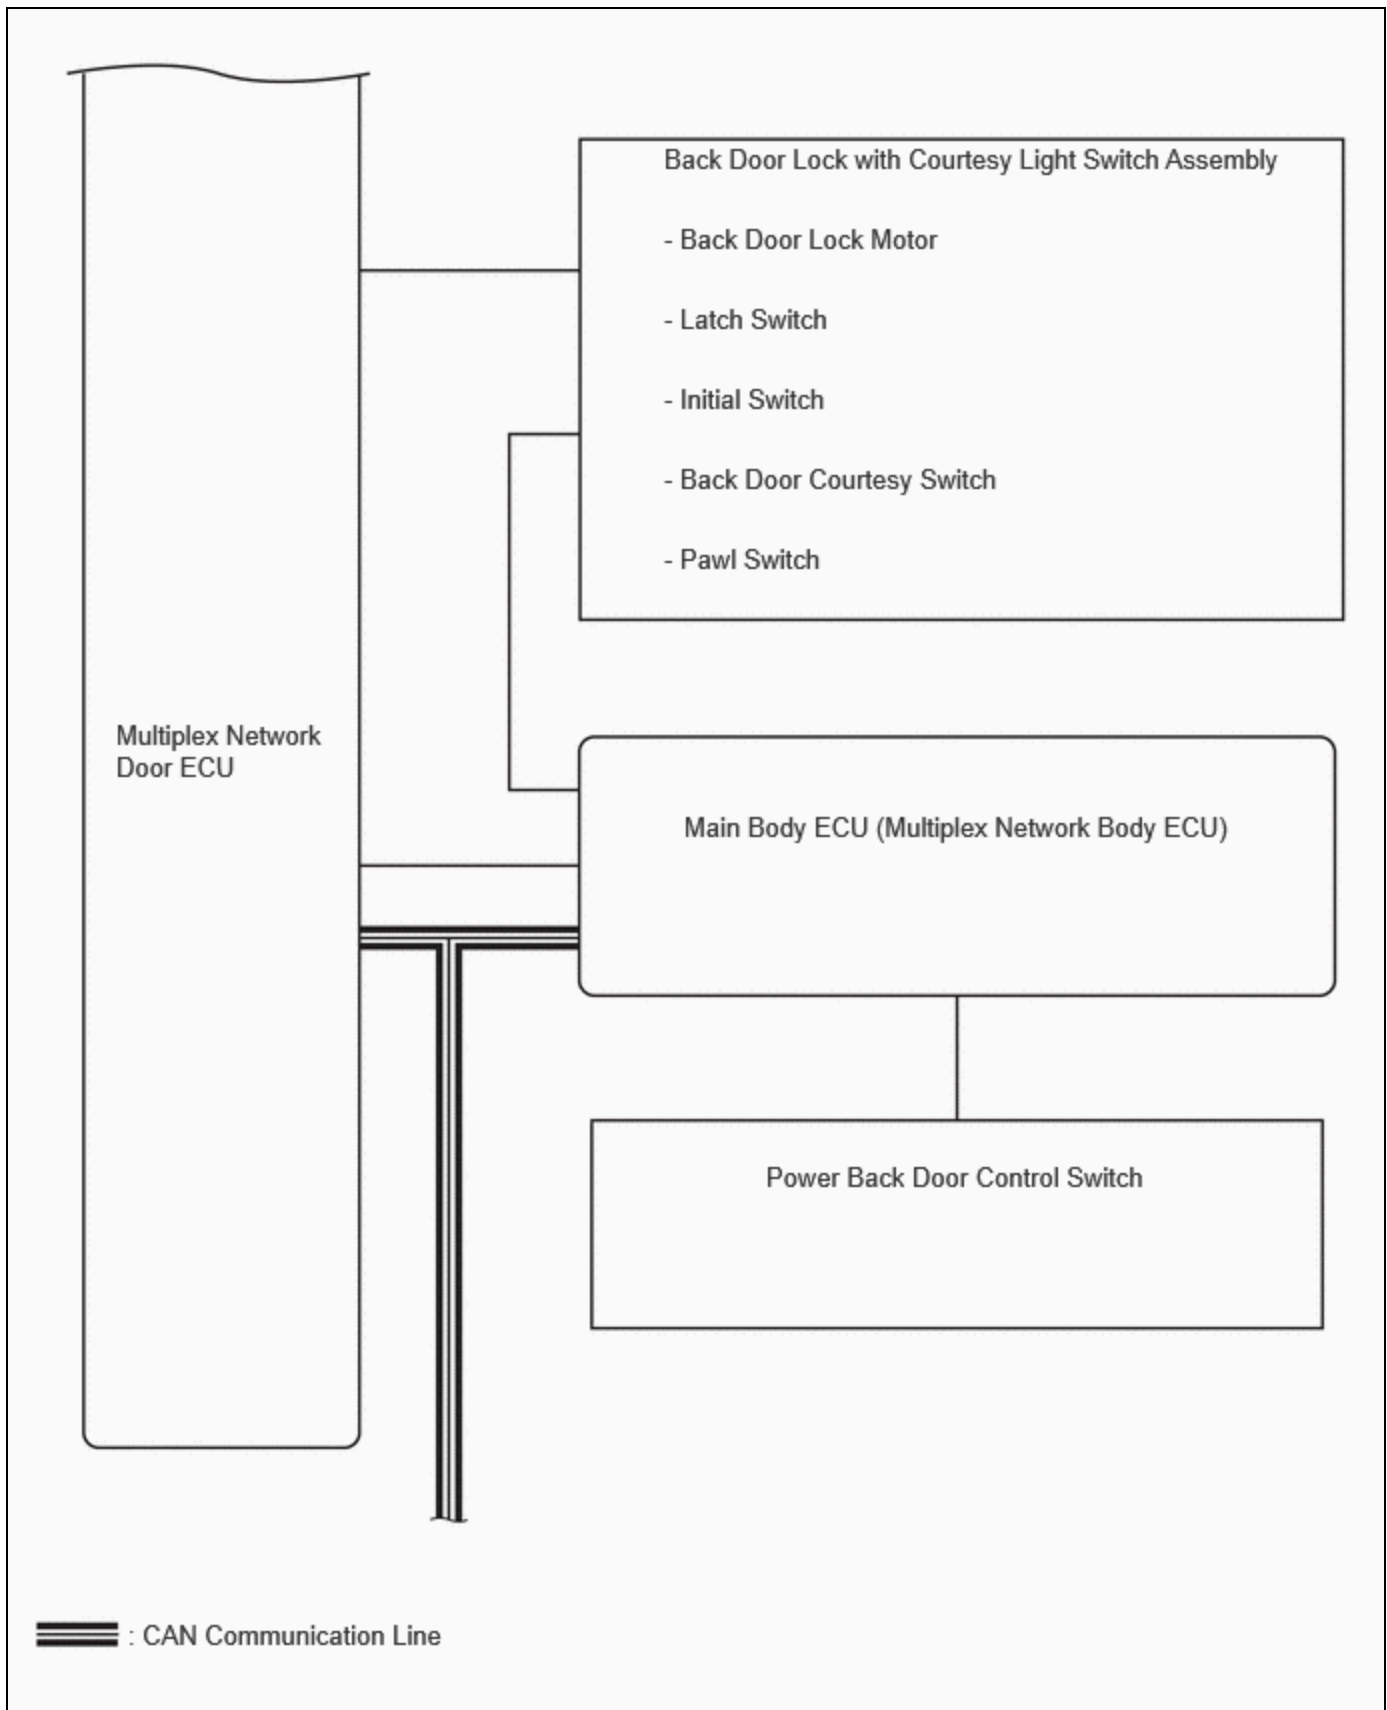 Back Door Lock with Courtesy Light Switch Assembly
- Back Door Lock Motor
- Latch Switch
- Initial Switch
- Back Door Courtesy Switch
- Pawl Switch
Multiplex Network
Door ECU
Main Body ECU (Multiplex Network Body ECU)
Power Back Door Control Switch
: CAN Communication Line